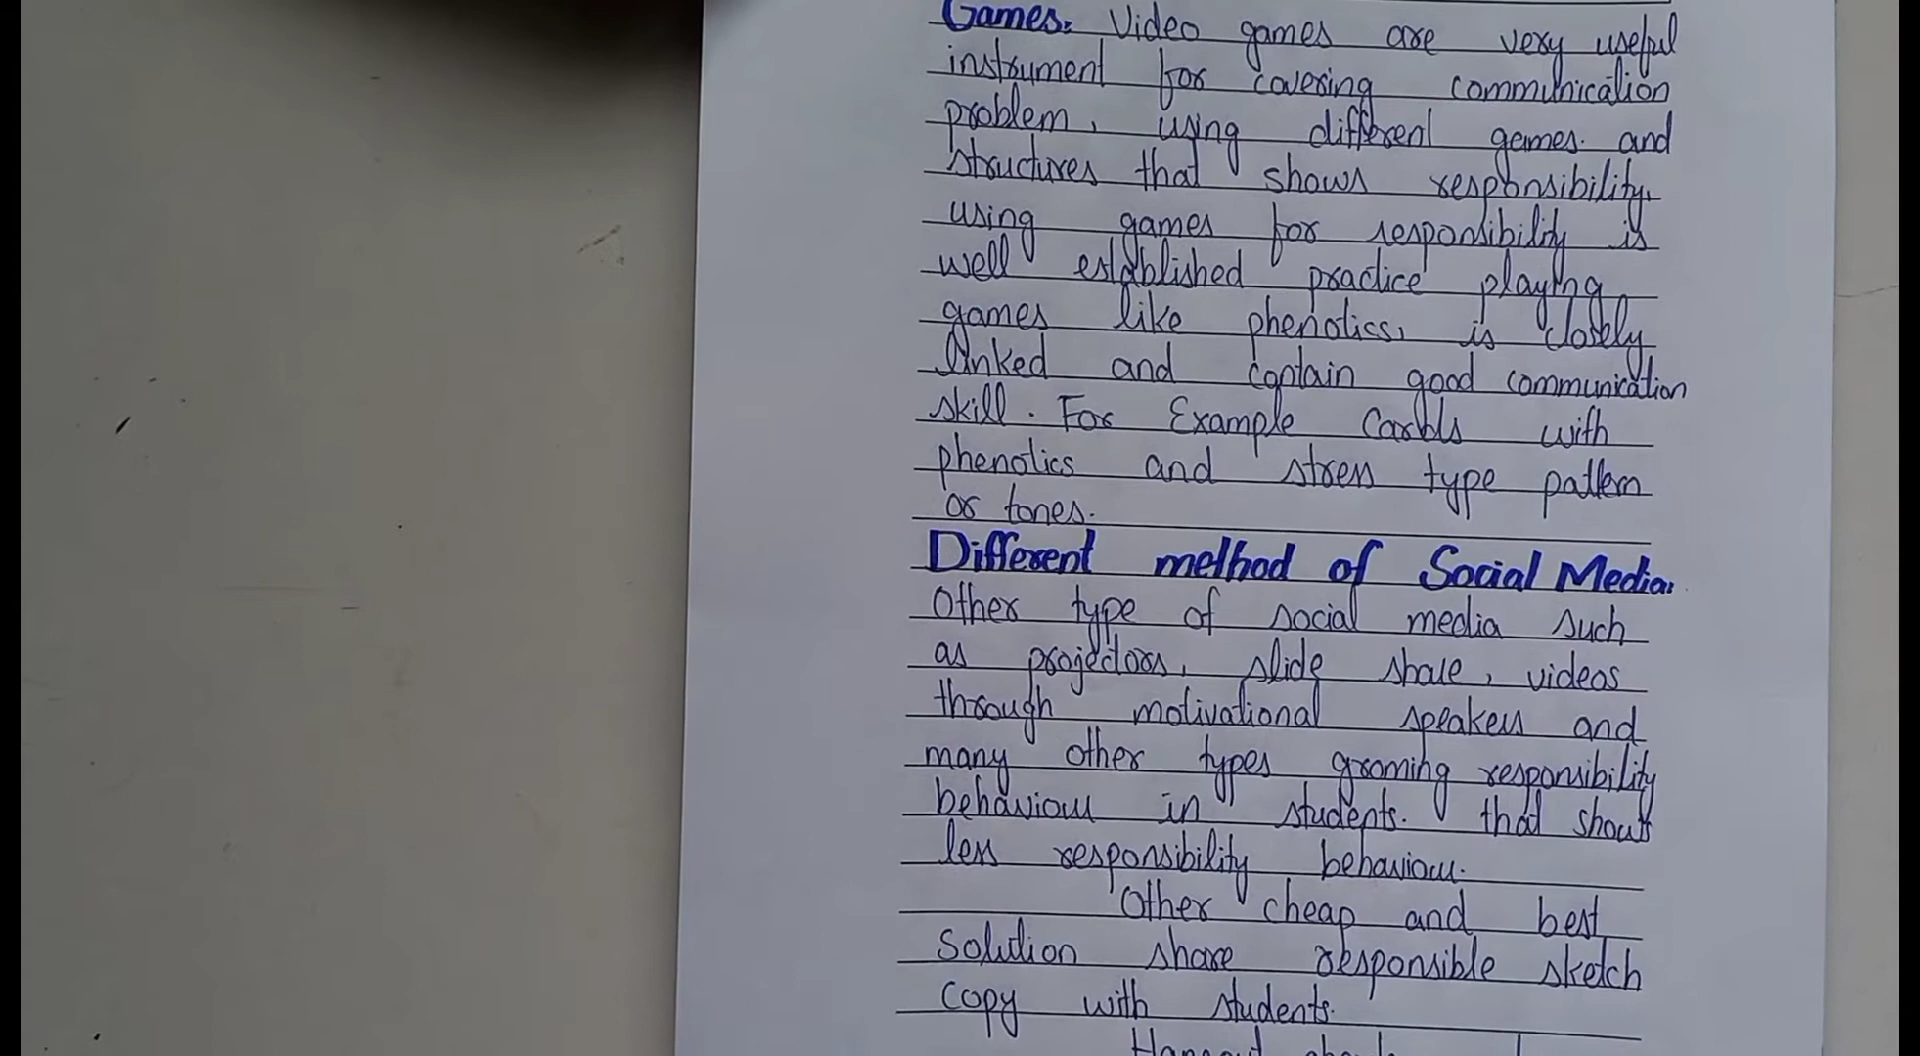 Games: Video games are very useful
instrument for covering communication
problem, using different games. and
structures that shows responsibility.
using games for responsibility is
well established practice playing
games like phenotics, is closely
linked and contain good communication
skill. For Example Carbls with
phenotics and stress type pattern
or tones.
Different method of Social Media:
Other type of social media such
as projectors, slide share, videos
through motivational speakers and
many other types grooming responsibility
behaviour in students. that shows
less responsibility behaviour.
Other cheap and best
solution share responsible sketch
copy with students.